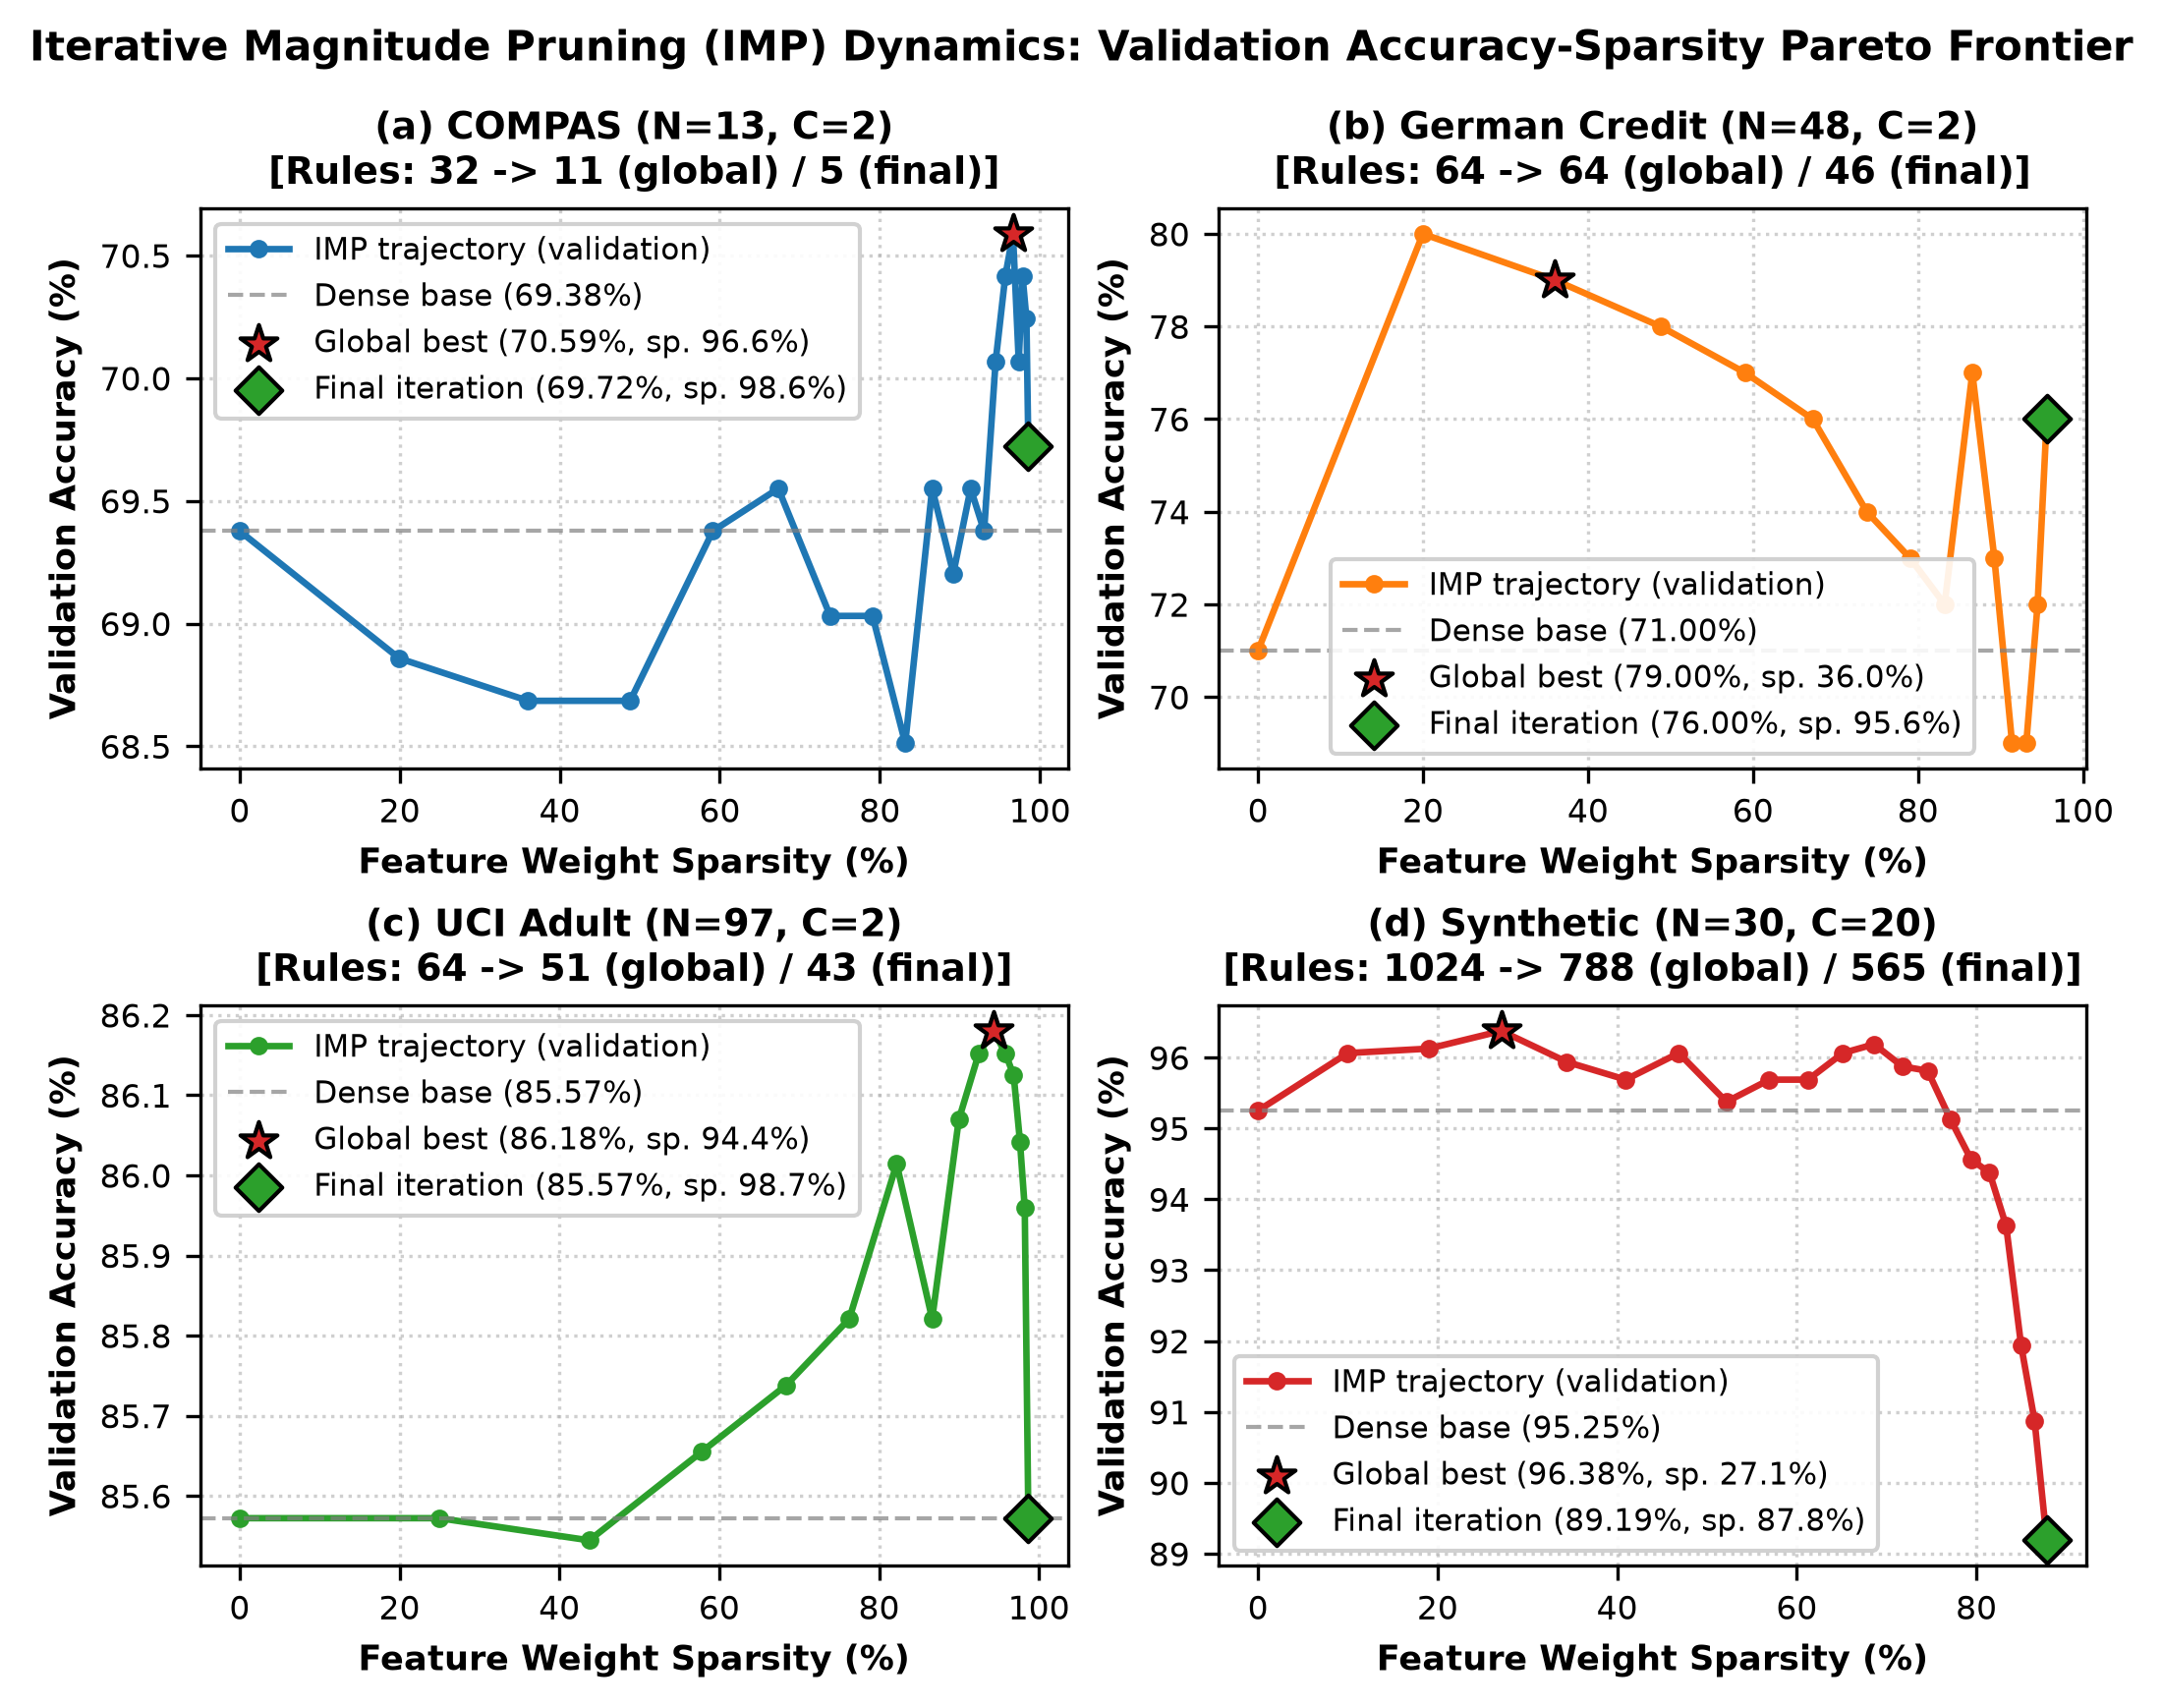 Iterative Magnitude Pruning (IMP) Dynamics: Validation Accuracy-Sparsity Pareto Frontier
(a) COMPAS (N=13, C=2)
[Rules: 32 -> 11 (global) / 5 (final)]
Validation Accuracy (%)
70.5
70.0
69.5
69.0
68.5
IMP trajectory (validation)
Dense base (69.38%)
Global best (70.59%, sp. 96.6%)
Final iteration (69.72%, sp. 98.6%)
0 20 40 60 80 100
Feature Weight Sparsity (%)
(b) German Credit (N=48, C=2)
[Rules: 64 -> 64 (global) / 46 (final)]
Validation Accuracy (%)
80
78
76
74
72
70
IMP trajectory (validation)
Dense base (71.00%)
Global best (79.00%, sp. 36.0%)
Final iteration (76.00%, sp. 95.6%)
0 20 40 60 80 100
Feature Weight Sparsity (%)
(c) UCI Adult (N=97, C=2)
[Rules: 64 -> 51 (global) / 43 (final)]
Validation Accuracy (%)
86.2
86.1
86.0
85.9
85.8
85.7
85.6
IMP trajectory (validation)
Dense base (85.57%)
Global best (86.18%, sp. 94.4%)
Final iteration (85.57%, sp. 98.7%)
0 20 40 60 80 100
Feature Weight Sparsity (%)
(d) Synthetic (N=30, C=20)
[Rules: 1024 -> 788 (global) / 565 (final)]
Validation Accuracy (%)
96
95
94
93
92
91
90
89
IMP trajectory (validation)
Dense base (95.25%)
Global best (96.38%, sp. 27.1%)
Final iteration (89.19%, sp. 87.8%)
0 20 40 60 80
Feature Weight Sparsity (%)